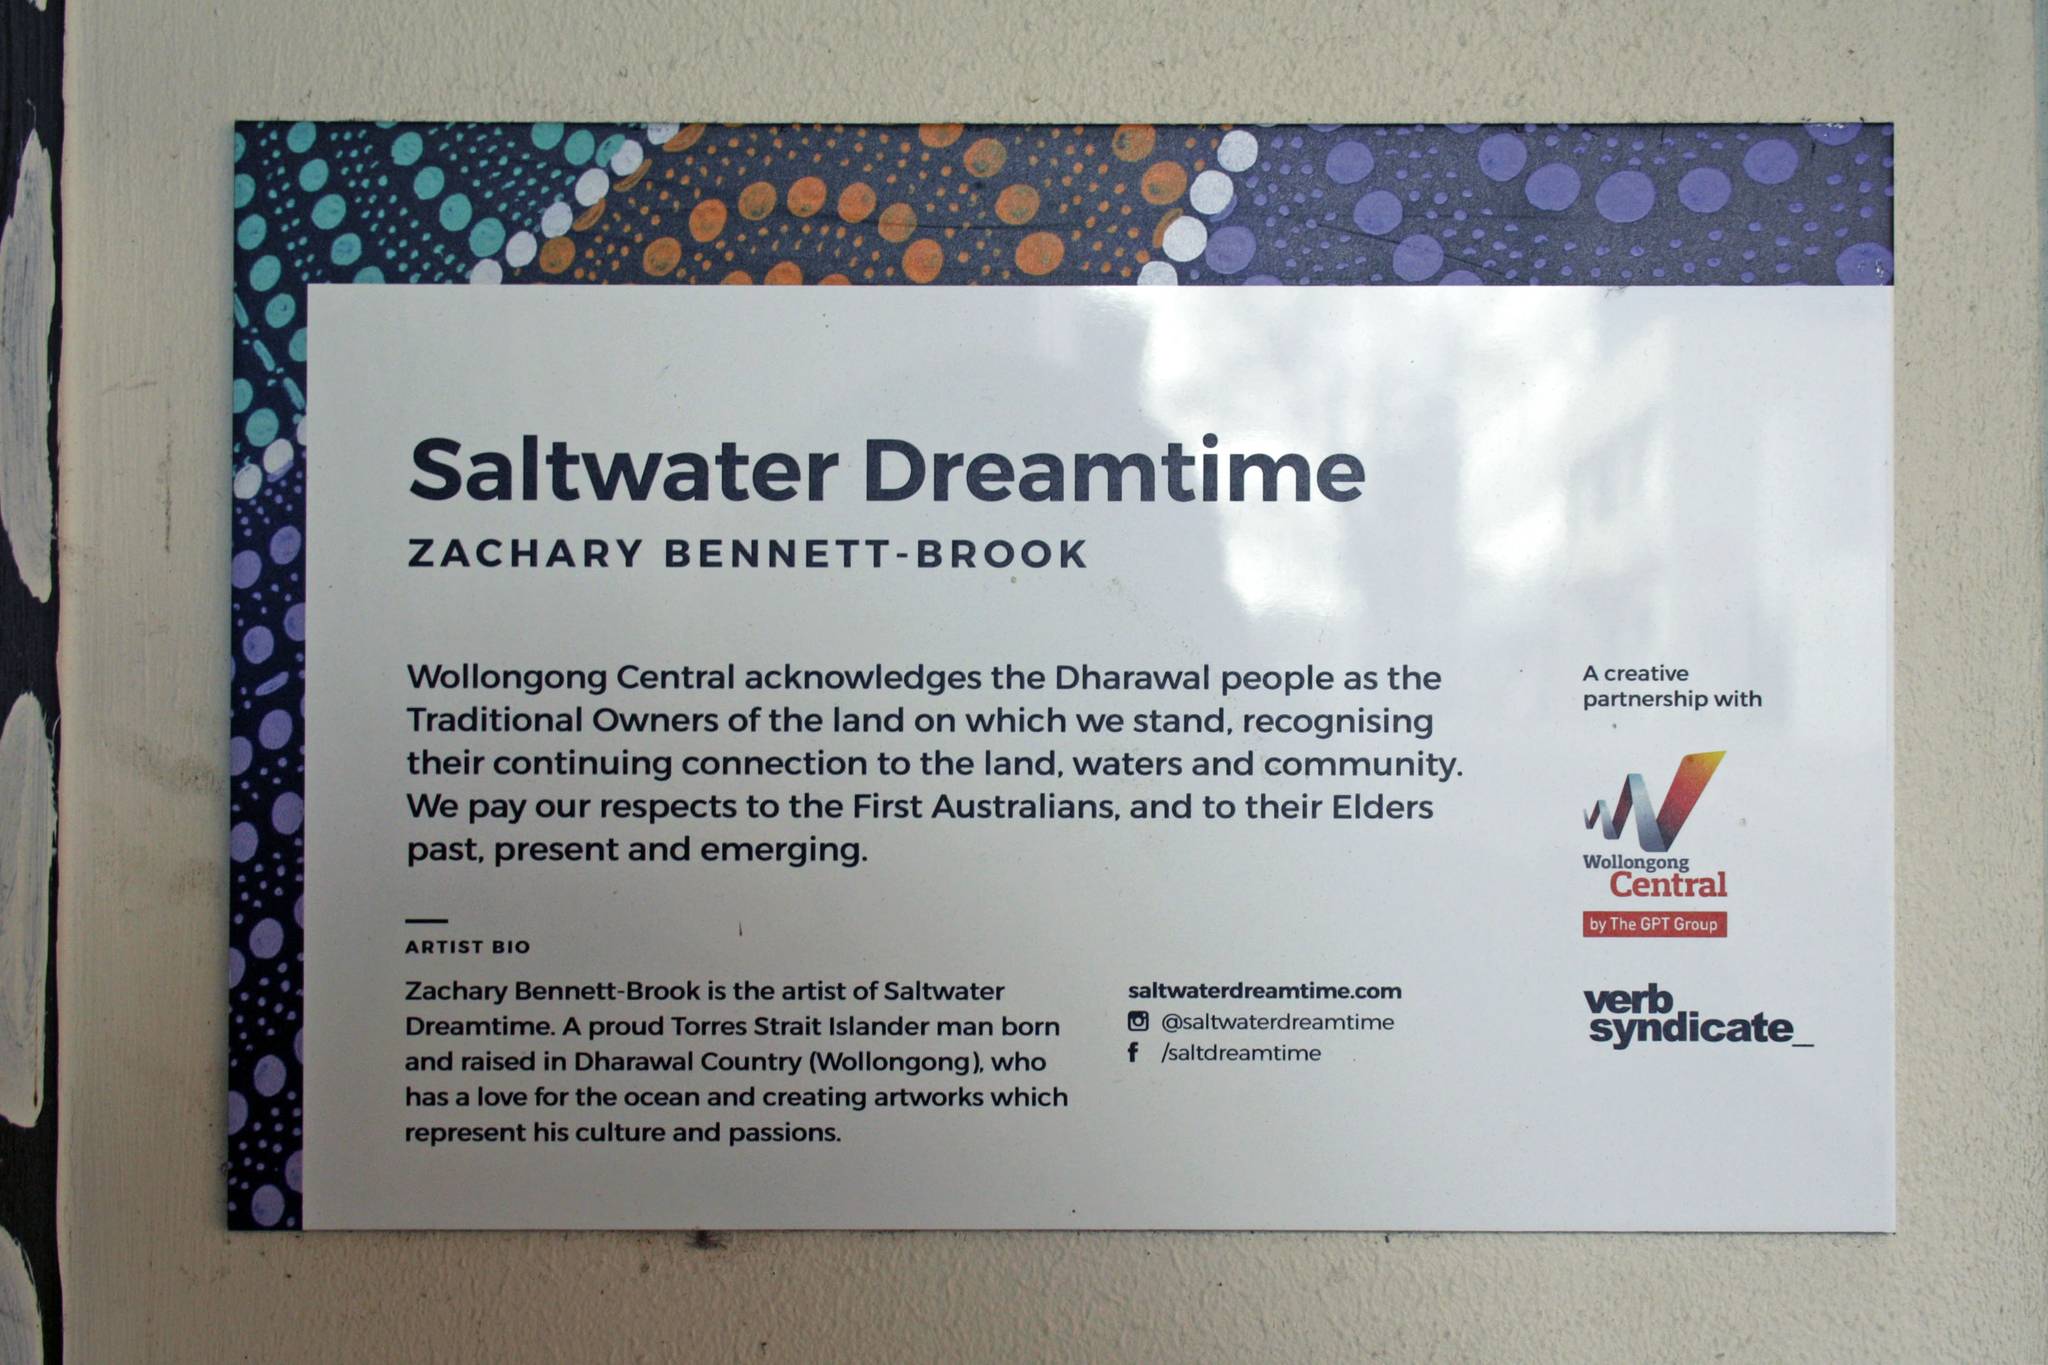 Saltwater Dreamtime
ZACHARY BENNETT-BROOK
Wollongong Central acknowledges the Dharawal people as the
Traditional Owners of the land on which we stand, recognising
their continuing connection to the land, waters and community.
We pay our respects to the First Australians, and to their Elders
past, present and emerging.
ARTIST BIO
Zachary Bennett-Brook is the artist of Saltwater
Dreamtime. A proud Torres Strait Islander man born
and raised in Dharawal Country (Wollongong), who
has a love for the ocean and creating artworks which
represent his culture and passions.
saltwaterdreamtime.com
@saltwaterdreamtime
/saltdreamtime
A creative
partnership with
Wollongong
Central
by The GPT Group
verb
syndicate_